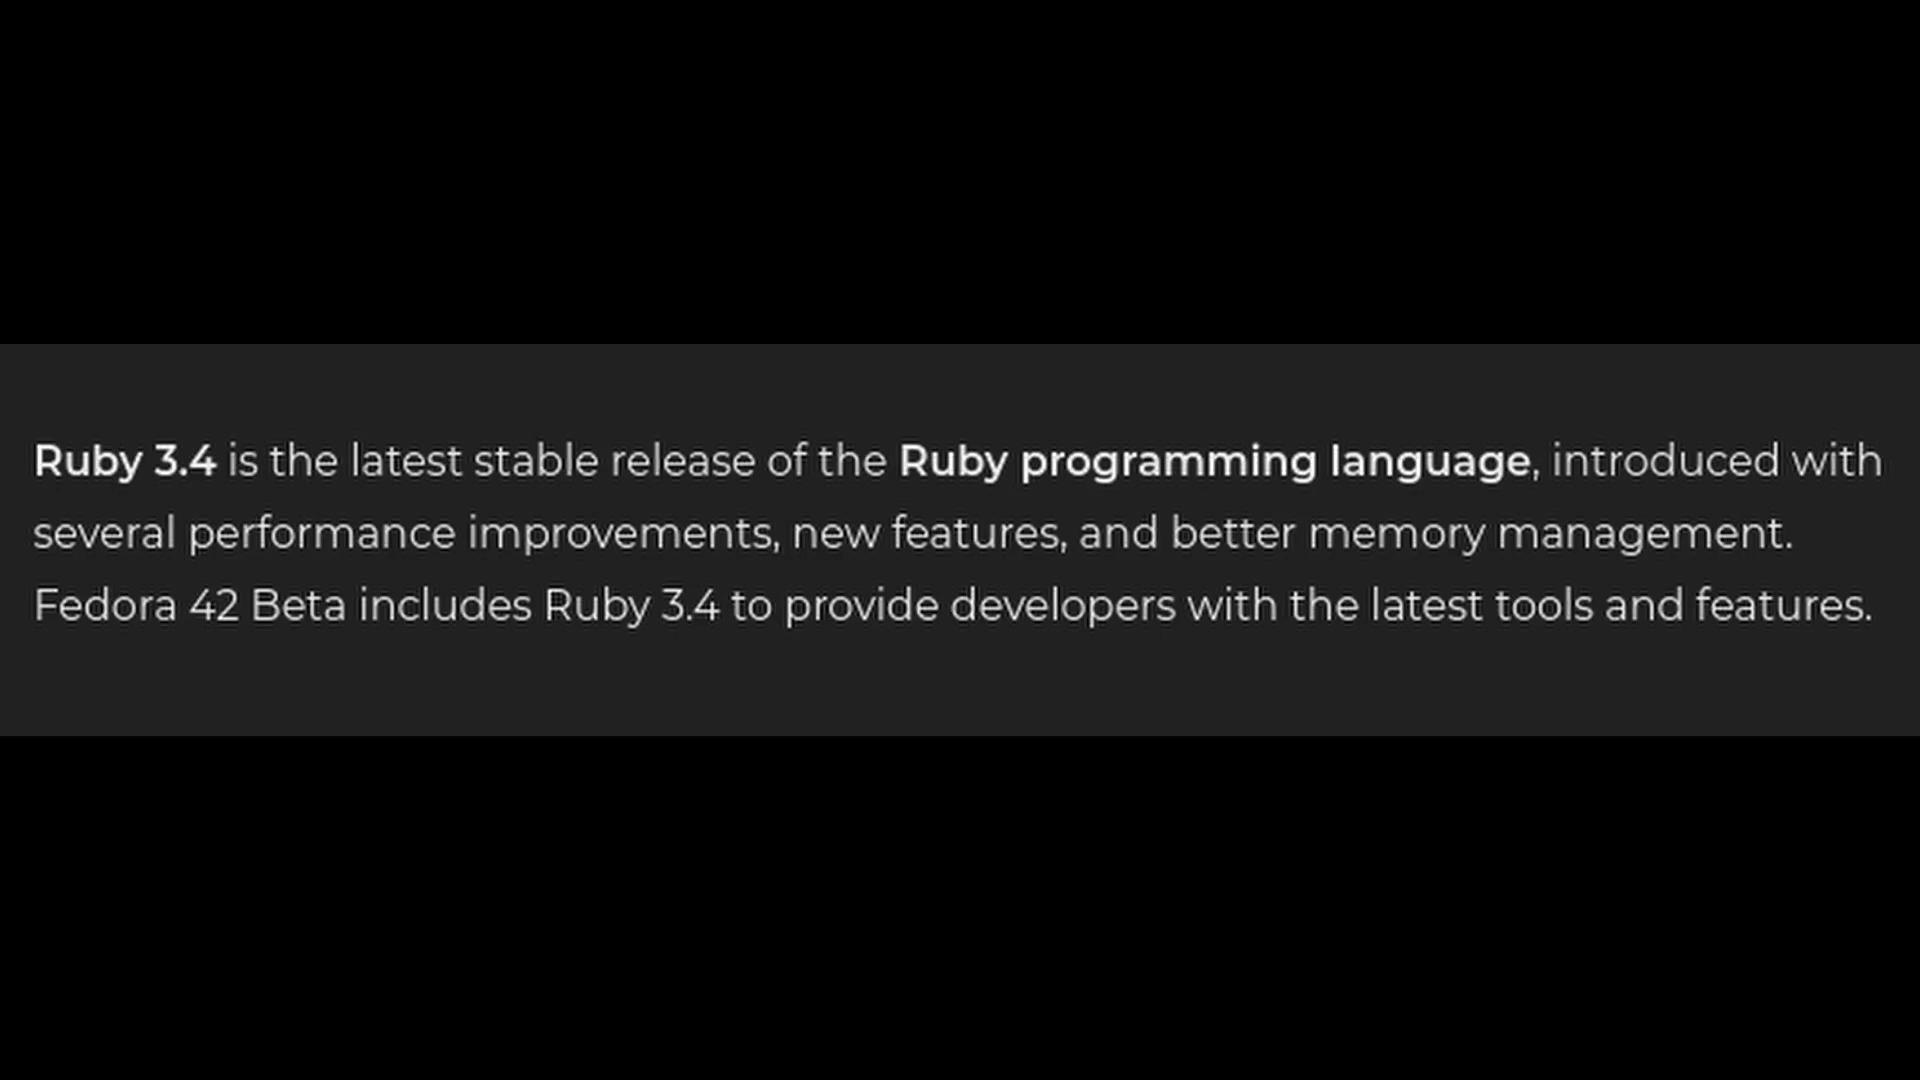 Ruby 3.4 is the latest stable release of the Ruby programming language, introduced with
several performance improvements, new features, and better memory management.
Fedora 42 Beta includes Ruby 3.4 to provide developers with the latest tools and features.